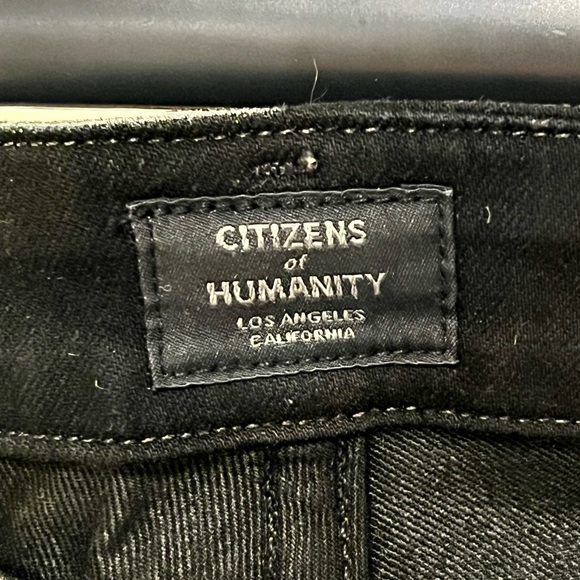 CITIZENS
of
HUMANITY
LOS ANGELES
CALIFORNIA